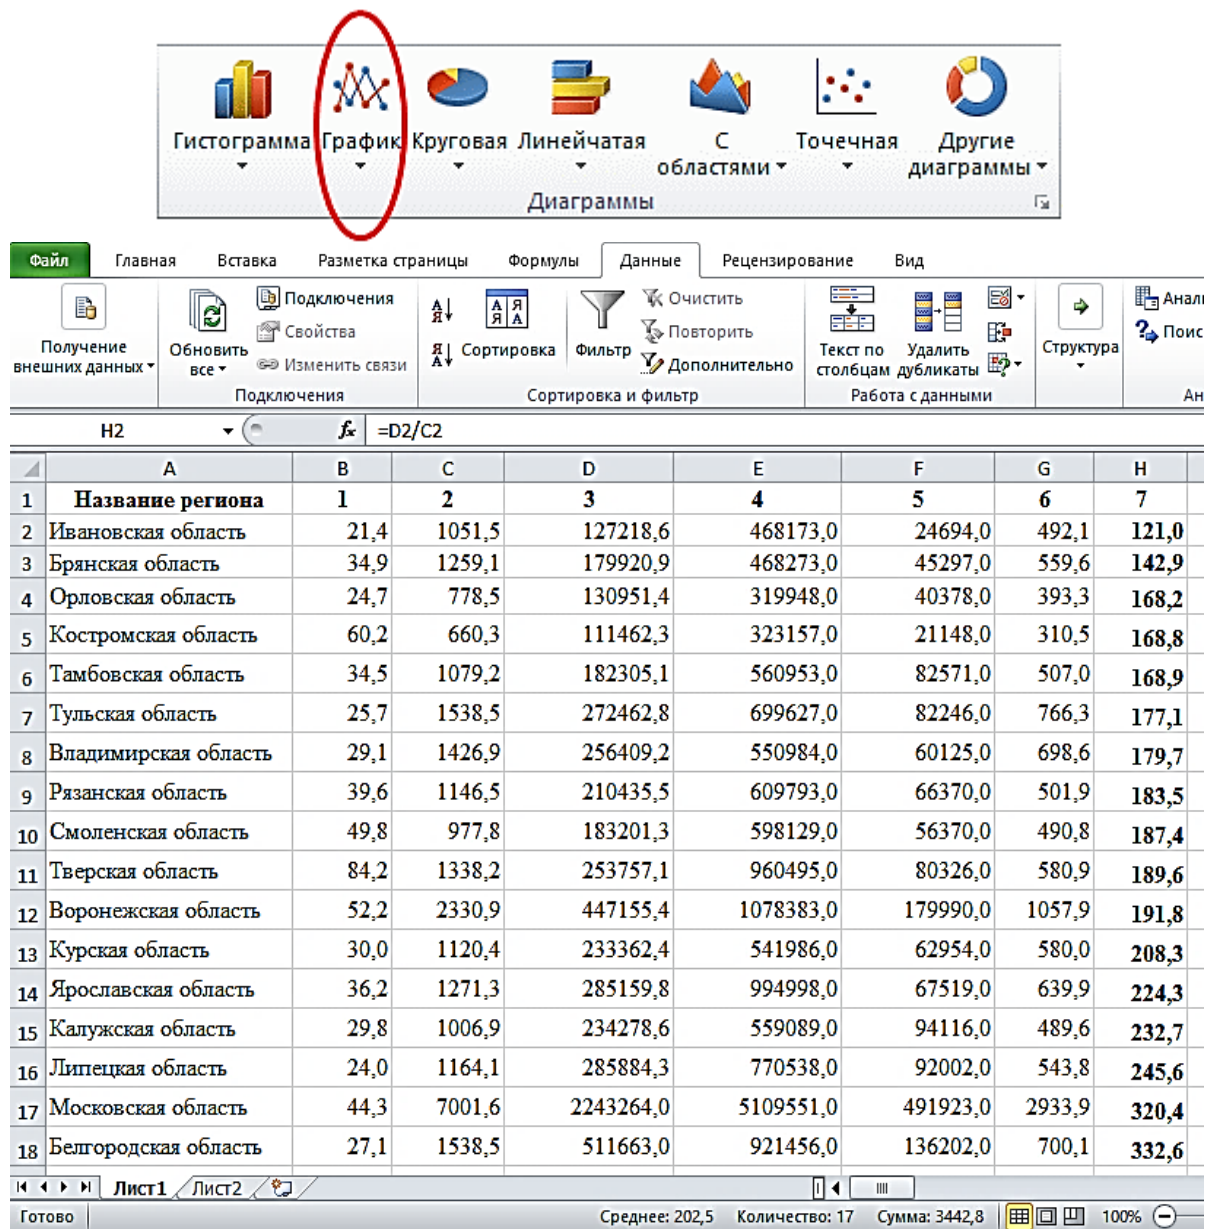 Гистограмма График Круговая Линейчатая С областями Точечная Другие диаграммы
Диаграммы
Файл Главная Вставка Разметка страницы Формулы Данные Рецензирование Вид
Получение внешних данных
Обновить все
Подключения
Свойства
Изменить связи
Подключения
А Я
Я А
А Я Я А
Сортировка
Фильтр
Очистить
Повторить
Дополнительно
Сортировка и фильтр
Текст по столбцам
Удалить дубликаты
Работа с данными
Структура
Анал
Поис
Ан
H2 fx =D2/C2
A B C D E F G H
1 Название региона 1 2 3 4 5 6 7
2 Ивановская область 21,4 1051,5 127218,6 468173,0 24694,0 492,1 121,0
3 Брянская область 34,9 1259,1 179920,9 468273,0 45297,0 559,6 142,9
4 Орловская область 24,7 778,5 130951,4 319948,0 40378,0 393,3 168,2
5 Костромская область 60,2 660,3 111462,3 323157,0 21148,0 310,5 168,8
6 Тамбовская область 34,5 1079,2 182305,1 560953,0 82571,0 507,0 168,9
7 Тульская область 25,7 1538,5 272462,8 699627,0 82246,0 766,3 177,1
8 Владимирская область 29,1 1426,9 256409,2 550984,0 60125,0 698,6 179,7
9 Рязанская область 39,6 1146,5 210435,5 609793,0 66370,0 501,9 183,5
10 Смоленская область 49,8 977,8 183201,3 598129,0 56370,0 490,8 187,4
11 Тверская область 84,2 1338,2 253757,1 960495,0 80326,0 580,9 189,6
12 Воронежская область 52,2 2330,9 447155,4 1078383,0 179990,0 1057,9 191,8
13 Курская область 30,0 1120,4 233362,4 541986,0 62954,0 580,0 208,3
14 Ярославская область 36,2 1271,3 285159,8 994998,0 67519,0 639,9 224,3
15 Калужская область 29,8 1006,9 234278,6 559089,0 94116,0 489,6 232,7
16 Липецкая область 24,0 1164,1 285884,3 770538,0 92002,0 543,8 245,6
17 Московская область 44,3 7001,6 2243264,0 5109551,0 491923,0 2933,9 320,4
18 Белгородская область 27,1 1538,5 511663,0 921456,0 136202,0 700,1 332,6
Лист1 Лист2
Готово Среднее: 202,5 Количество: 17 Сумма: 3442,8 100%